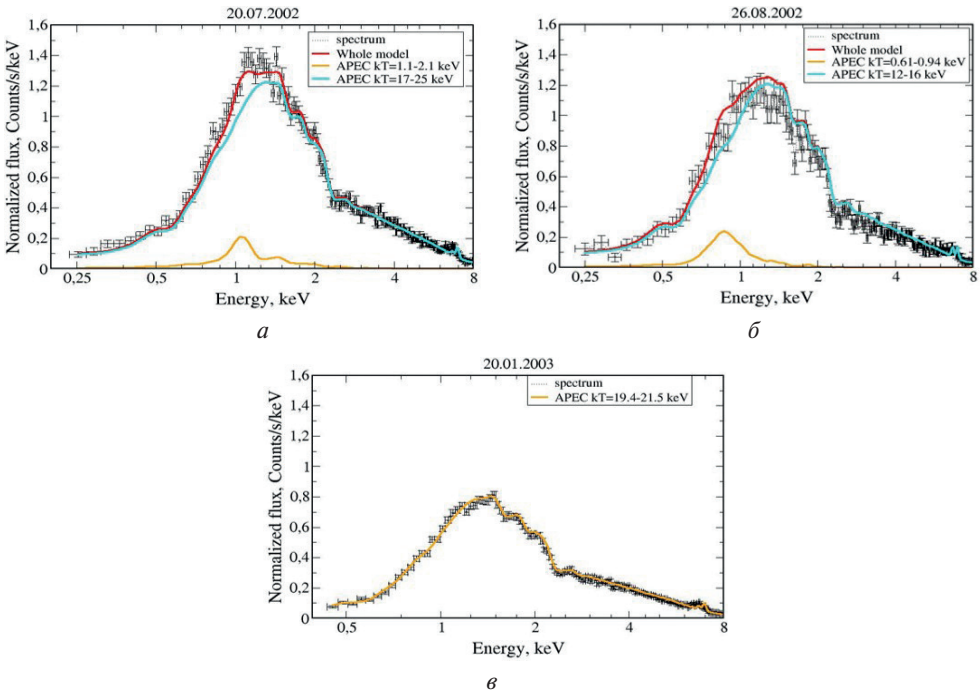 20.07.2002
1,6
1,4
1,2
1
0,8
0,6
0,4
0,2
0
Normalized flux, Counts/s/keV
spectrum
Whole model
APEC kT=1.1-2.1 keV
APEC kT=17-25 keV
0,25 0,5 1 2 4 8
Energy, keV
а
26.08.2002
1,6
1,4
1,2
1
0,8
0,6
0,4
0,2
0
Normalized flux, Counts/s/keV
spectrum
Whole model
APEC kT=0.61-0.94 keV
APEC kT=12-16 keV
0,25 0,5 1 2 4 8
Energy, keV
б
20.01.2003
1,6
1,4
1,2
1
0,8
0,6
0,4
0,2
0
Normalized flux, Counts/s/keV
spectrum
APEC kT=19.4-21.5 keV
0,5 1 2 4 8
Energy, keV
в